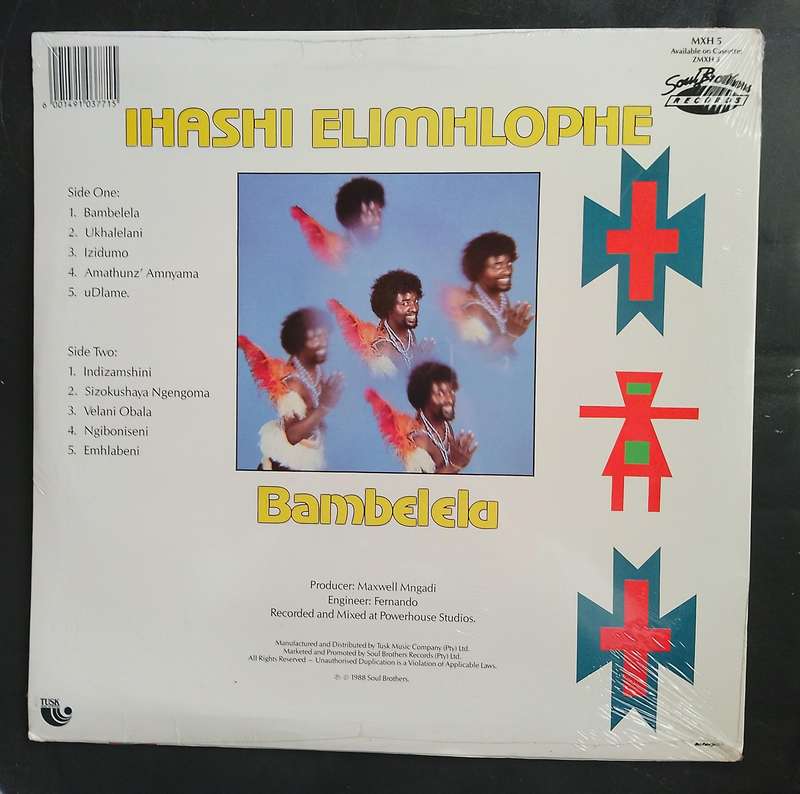 MXH 5
Available on Cassette:
ZMXH 5
Soul Brothers
RECORDS
6 001491 037715
IHASHI ELIMHLOPHE
Side One:
1. Bambelela
2. Ukhalelani
3. Izidumo
4. Amathunz' Amnyama
5. uDlame.
Side Two:
1. Indizamshini
2. Sizokushaya Ngengoma
3. Velani Obala
4. Ngiboniseni
5. Emhlabeni
Bambelela
Producer: Maxwell Mngadi
Engineer: Fernando
Recorded and Mixed at Powerhouse Studios.
Manufactured and Distributed by Tusk Music Company (Pty) Ltd.
Marketed and Promoted by Soul Brothers Records (Pty) Ltd.
All Rights Reserved — Unauthorised Duplication is a Violation of Applicable Laws.
℗ © 1988 Soul Brothers.
TUSK